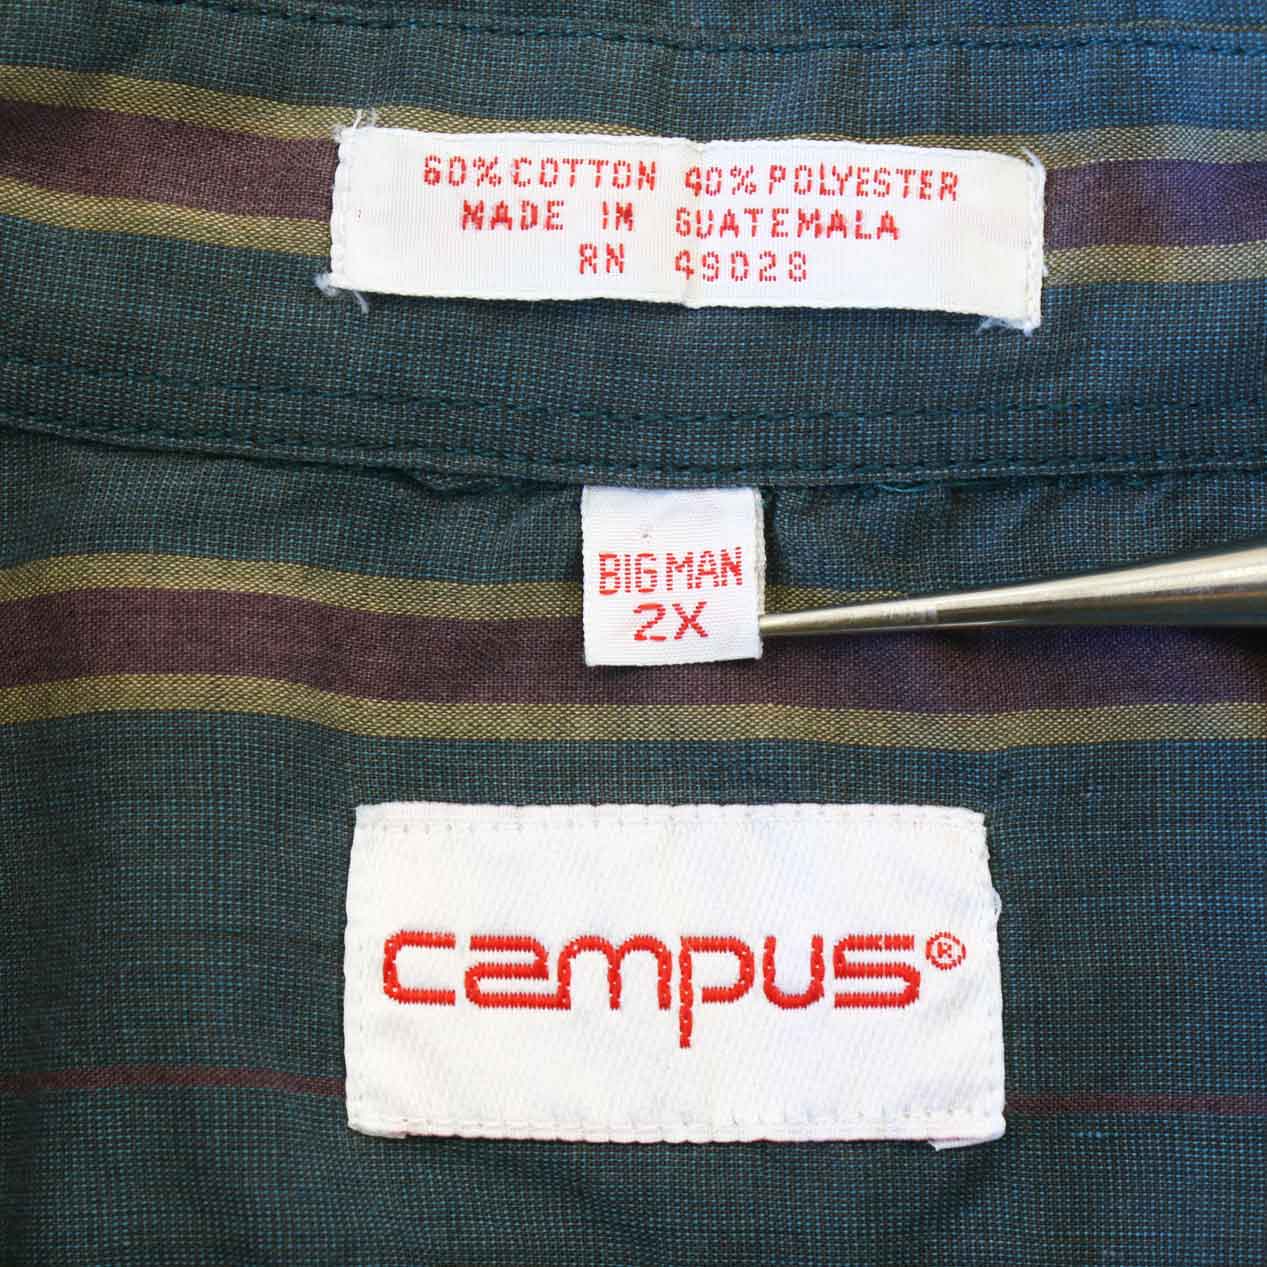 60% COTTON 40% POLYESTER
MADE IN GUATEMALA
RN 49028
BIG MAN
2X
campus®